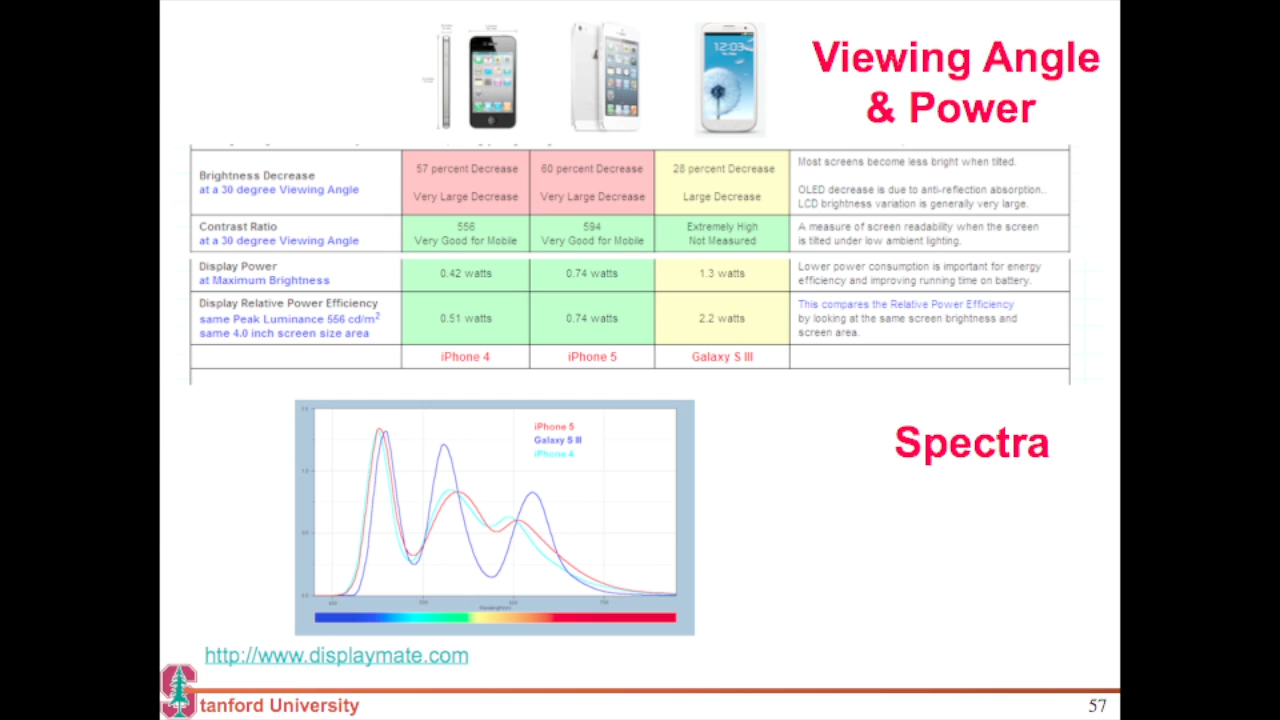 Viewing Angle
& Power
12:03
Brightness Decrease
at a 30 degree Viewing Angle
57 percent Decrease
Very Large Decrease
60 percent Decrease
Very Large Decrease
28 percent Decrease
Large Decrease
Most screens become less bright when tilted.
OLED decrease is due to anti-reflection absorption..
LCD brightness variation is generally very large.
Contrast Ratio
at a 30 degree Viewing Angle
556
Very Good for Mobile
594
Very Good for Mobile
Extremely High
Not Measured
A measure of screen readability when the screen
is tilted under low ambient lighting.
Display Power
at Maximum Brightness
0.42 watts
0.74 watts
1.3 watts
Lower power consumption is important for energy
efficiency and improving running time on battery.
Display Relative Power Efficiency
same Peak Luminance 556 cd/m²
same 4.0 inch screen size area
0.51 watts
0.74 watts
2.2 watts
This compares the Relative Power Efficiency
by looking at the same screen brightness and
screen area.
iPhone 4
iPhone 5
Galaxy S III
Spectra
iPhone 5
Galaxy S III
iPhone 4
http://www.displaymate.com
Stanford University
57